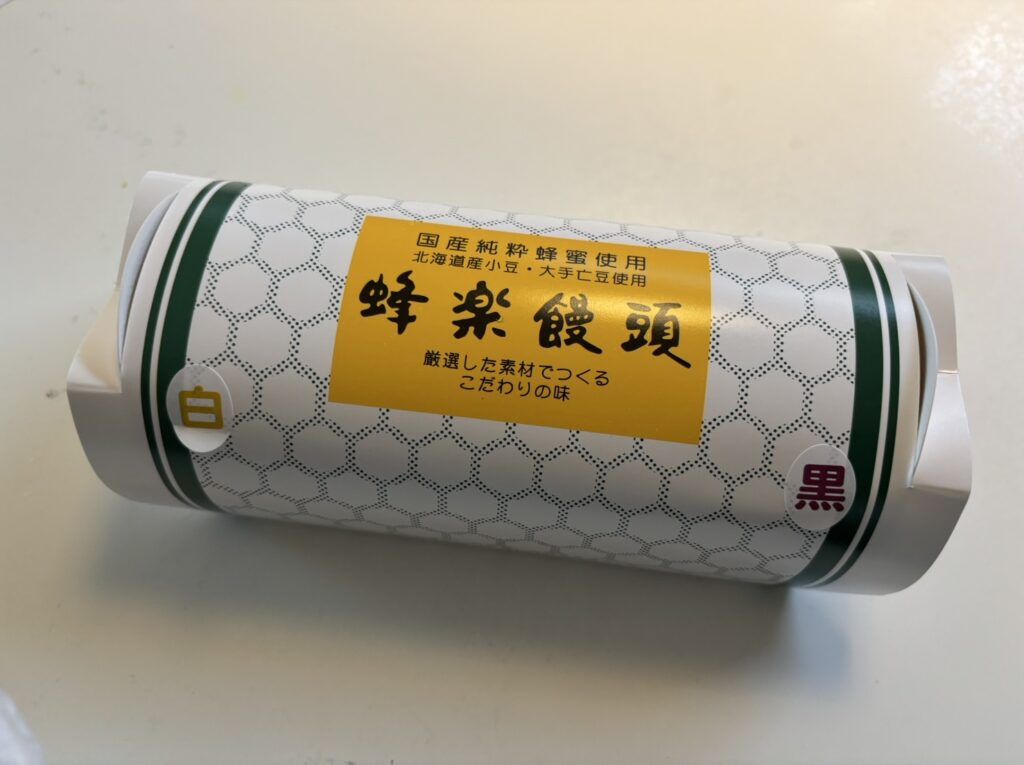 国産純粋蜂蜜使用
北海道産小豆・大手亡豆使用
蜂楽饅頭
厳選した素材でつくる
こだわりの味
白
黒